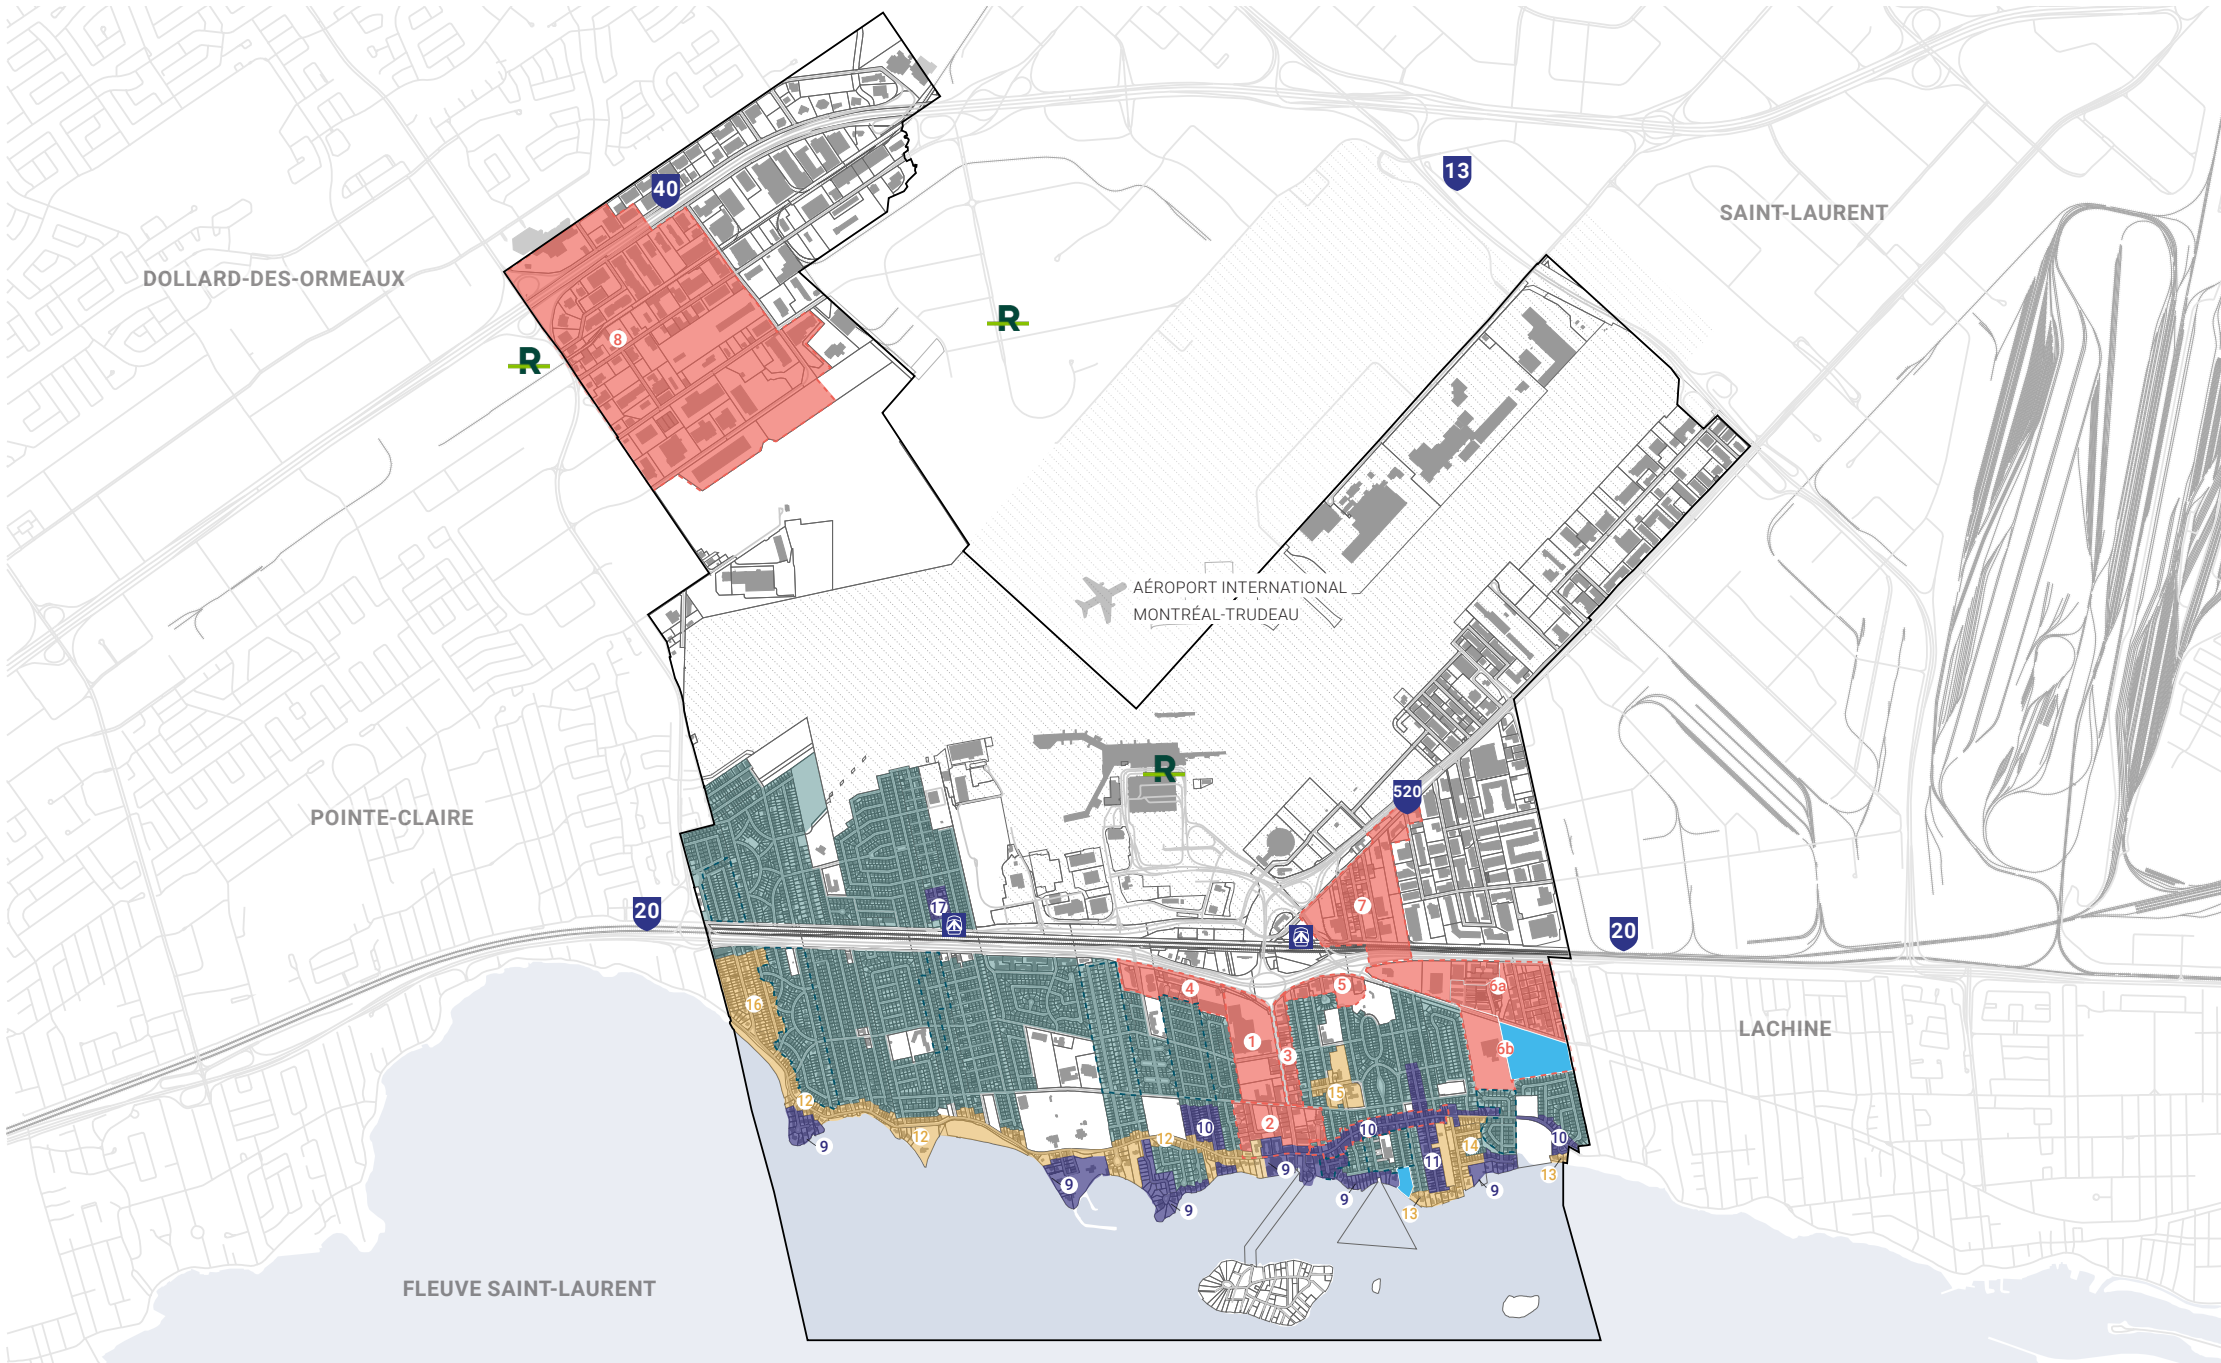 40
13
SAINT-LAURENT
DOLLARD-DES-ORMEAUX
R
8
R
AÉROPORT INTERNATIONAL
MONTRÉAL-TRUDEAU
R
520
POINTE-CLAIRE
17
7
20
20
4
5
6a
16
1
3
6b
LACHINE
12
15
2
10
10
12
12
9
14
10
11
9
9
9
9
13
9
13
FLEUVE SAINT-LAURENT